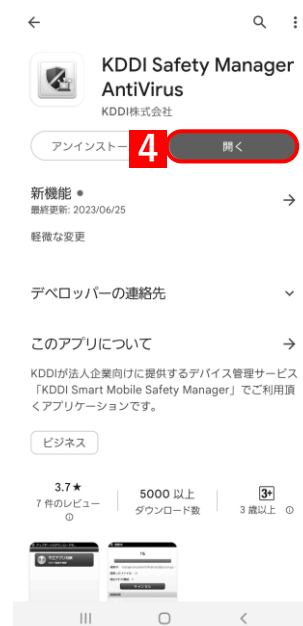 KDDI Safety Manager
AntiVirus
KDDI株式会社
アンインストー
4
開く
新機能 ●
最終更新: 2023/06/25
軽微な変更
デベロッパーの連絡先
このアプリについて
KDDIが法人企業向けに提供するデバイス管理サービス
「KDDI Smart Mobile Safety Manager」でご利用頂
くアプリケーションです。
ビジネス
3.7★
7 件のレビュー
5000 以上
ダウンロード数
3+
3 歳以上